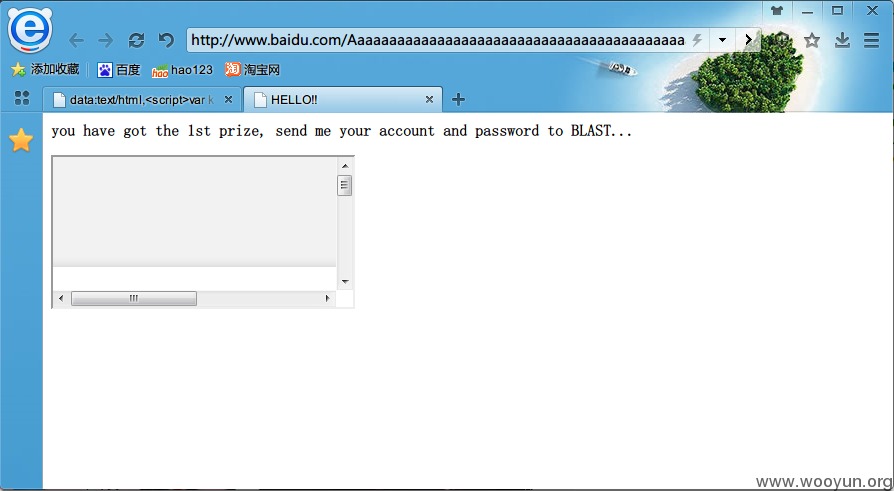 http://www.baidu.com/Aaaaaaaaaaaaaaaaaaaaaaaaaaaaaaaaaaaaaaaaaaa
添加收藏 百度 hao123 淘宝网
data:text/html,<script>var k HELLO!!
you have got the 1st prize, send me your account and password to BLAST...
www.wooyun.org